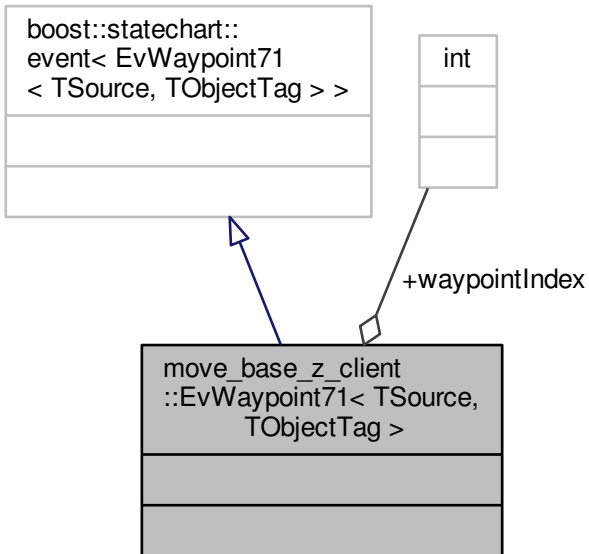 boost::statechart::
event< EvWaypoint71
< TSource, TObjectTag > >
int
+waypointIndex
move_base_z_client
::EvWaypoint71< TSource,
TObjectTag >